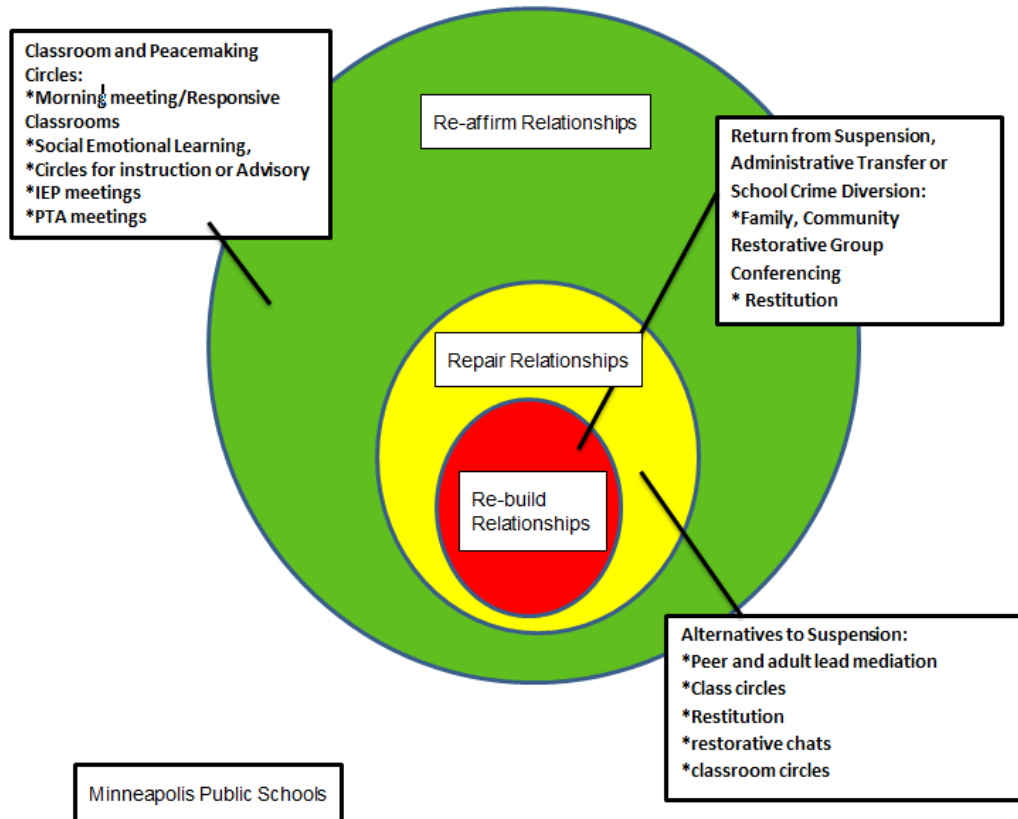 Classroom and Peacemaking
Circles:
*Morning meeting/Responsive
Classrooms
*Social Emotional Learning,
*Circles for instruction or Advisory
*IEP meetings
*PTA meetings
Re-affirm Relationships
Return from Suspension,
Administrative Transfer or
School Crime Diversion:
*Family, Community
Restorative Group
Conferencing
* Restitution
Repair Relationships
Re-build
Relationships
Alternatives to Suspension:
*Peer and adult lead mediation
*Class circles
*Restitution
*restorative chats
*classroom circles
Minneapolis Public Schools